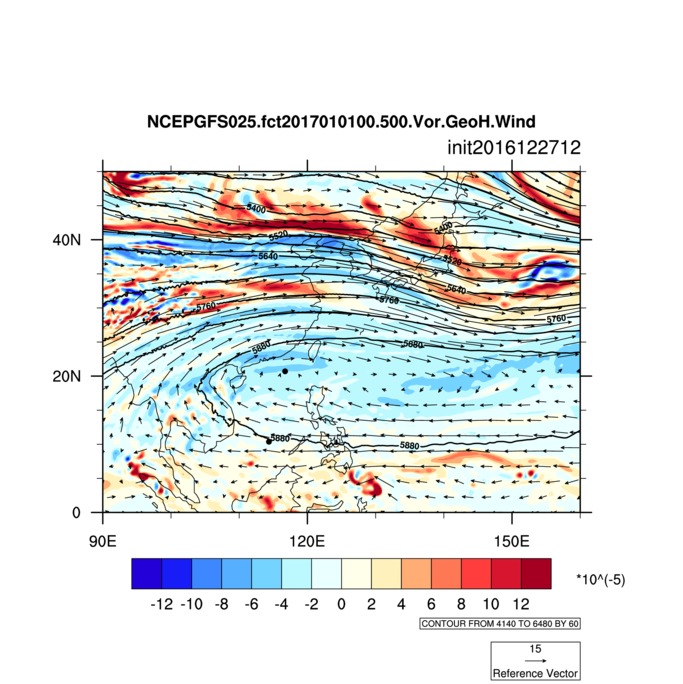 NCEPGFS025.fct2017010100.500.Vor.GeoH.Wind
init2016122712
5400
5400
5520
5520
5640
5640
5760
5760
5760
5880
5880
5880
5880
40N
20N
0
90E 120E 150E
-12 -10 -8 -6 -4 -2 0 2 4 6 8 10 12
*10^(-5)
CONTOUR FROM 4140 TO 6480 BY 60
15
Reference Vector